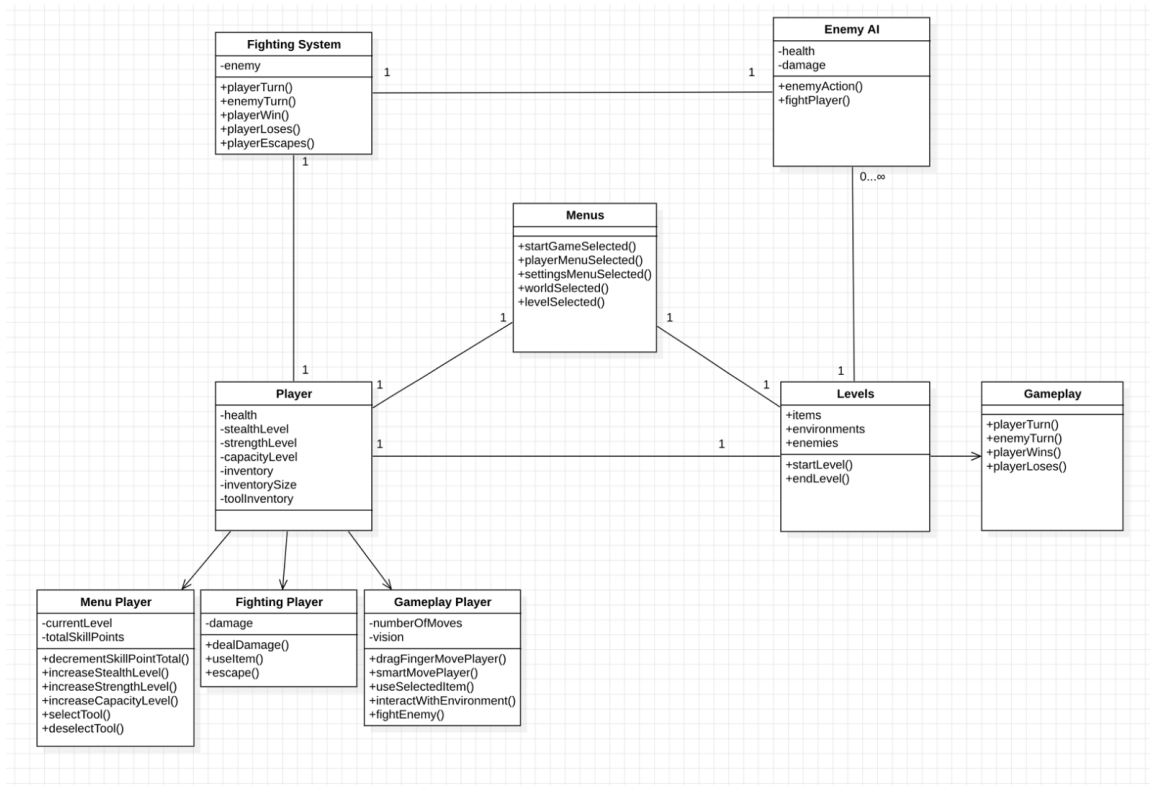 Fighting System
-enemy
+playerTurn()
+enemyTurn()
+playerWin()
+playerLoses()
+playerEscapes()
1
1
Enemy AI
-health
-damage
+enemyAction()
+fightPlayer()
1
0...∞
Menus
+startGameSelected()
+playerMenuSelected()
+settingsMenuSelected()
+worldSelected()
+levelSelected()
1
1
1
1
1
1
Player
-health
-stealthLevel
-strengthLevel
-capacityLevel
-inventory
-inventorySize
-toolInventory
1
1
Levels
+items
+environments
+enemies
+startLevel()
+endLevel()
Gameplay
+playerTurn()
+enemyTurn()
+playerWins()
+playerLoses()
Menu Player
-currentLevel
-totalSkillPoints
+decrementSkillPointTotal()
+increaseStealthLevel()
+increaseStrengthLevel()
+increaseCapacityLevel()
+selectTool()
+deselectTool()
Fighting Player
-damage
+dealDamage()
+useItem()
+escape()
Gameplay Player
-numberOfMoves
-vision
+dragFingerMovePlayer()
+smartMovePlayer()
+useSelectedItem()
+interactWithEnvironment()
+fightEnemy()